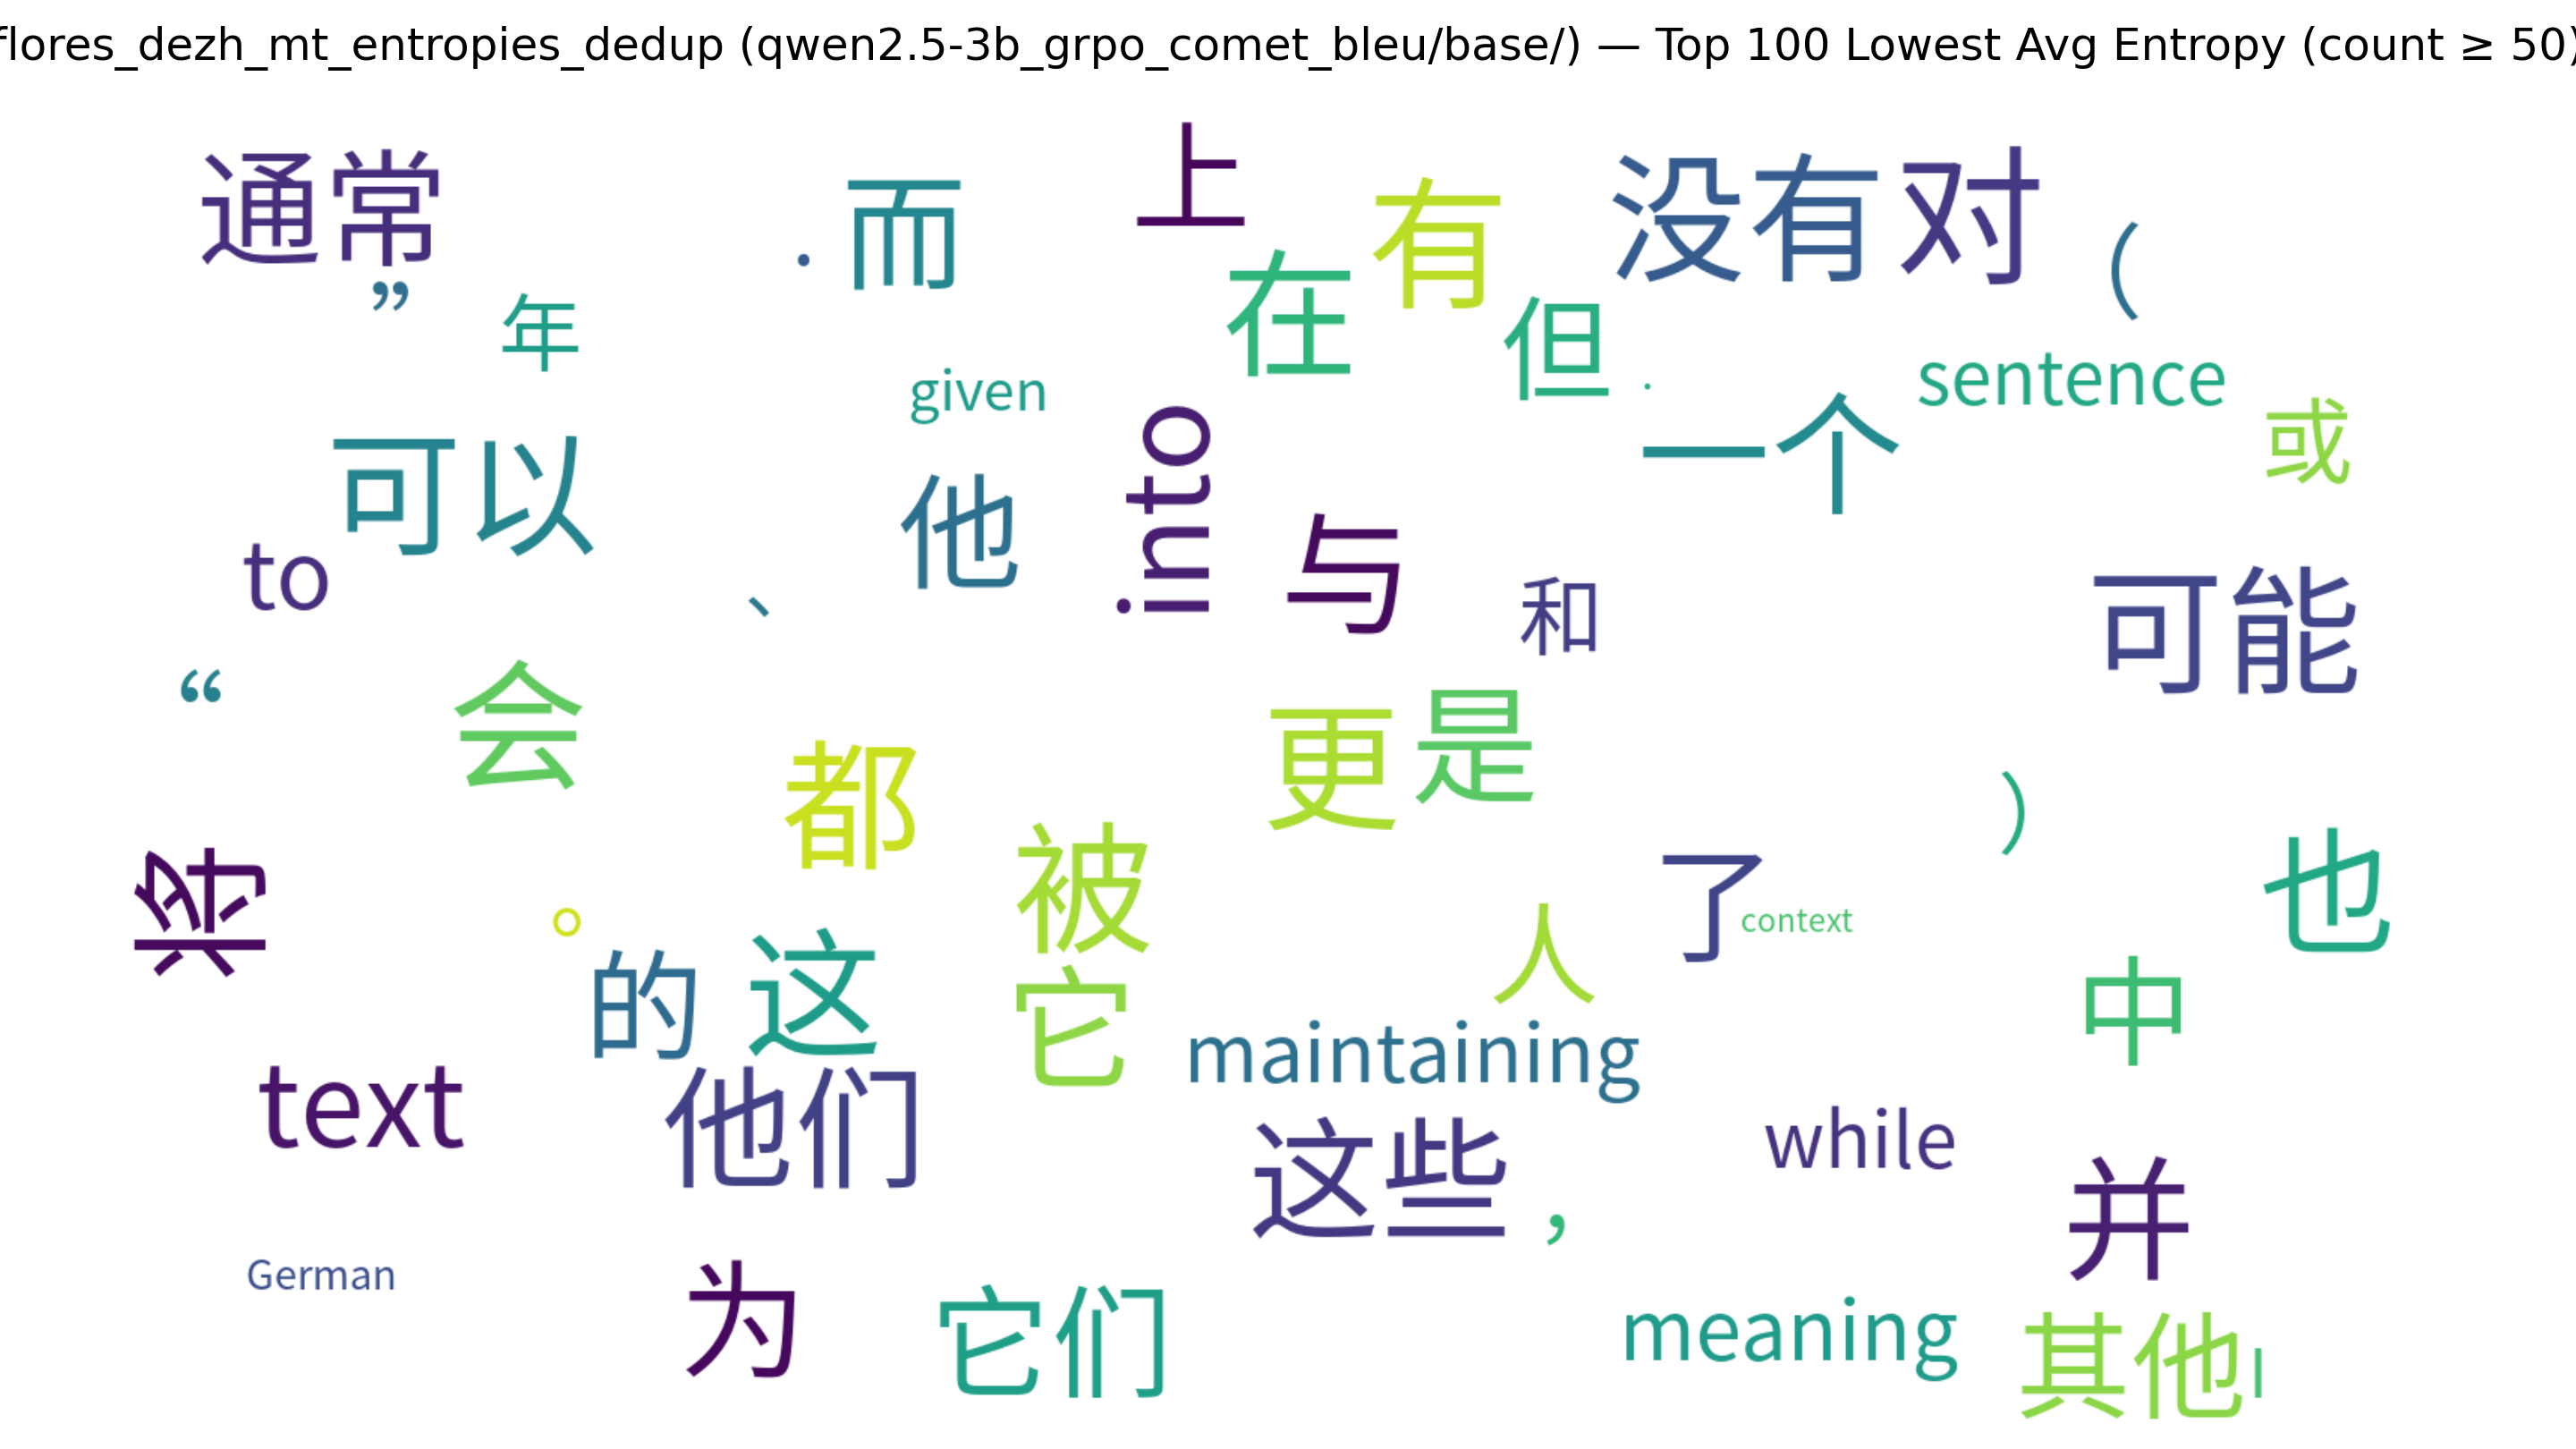 flores_dezh_mt_entropies_dedup (qwen2.5-3b_grpo_comet_bleu/base/) — Top 100 Lowest Avg Entropy (count ≥ 50)
通常
上
而
有
没有
对
·
在
(
”
年
但
.
sentence
given
一个
或
可以
into
他
to
与
、
和
可能
“
会
更
是
都
)
将
被
了
也
。
context
人
的
这
它
中
maintaining
text
他们
这些
,
while
并
German
为
它们
meaning
其他
I